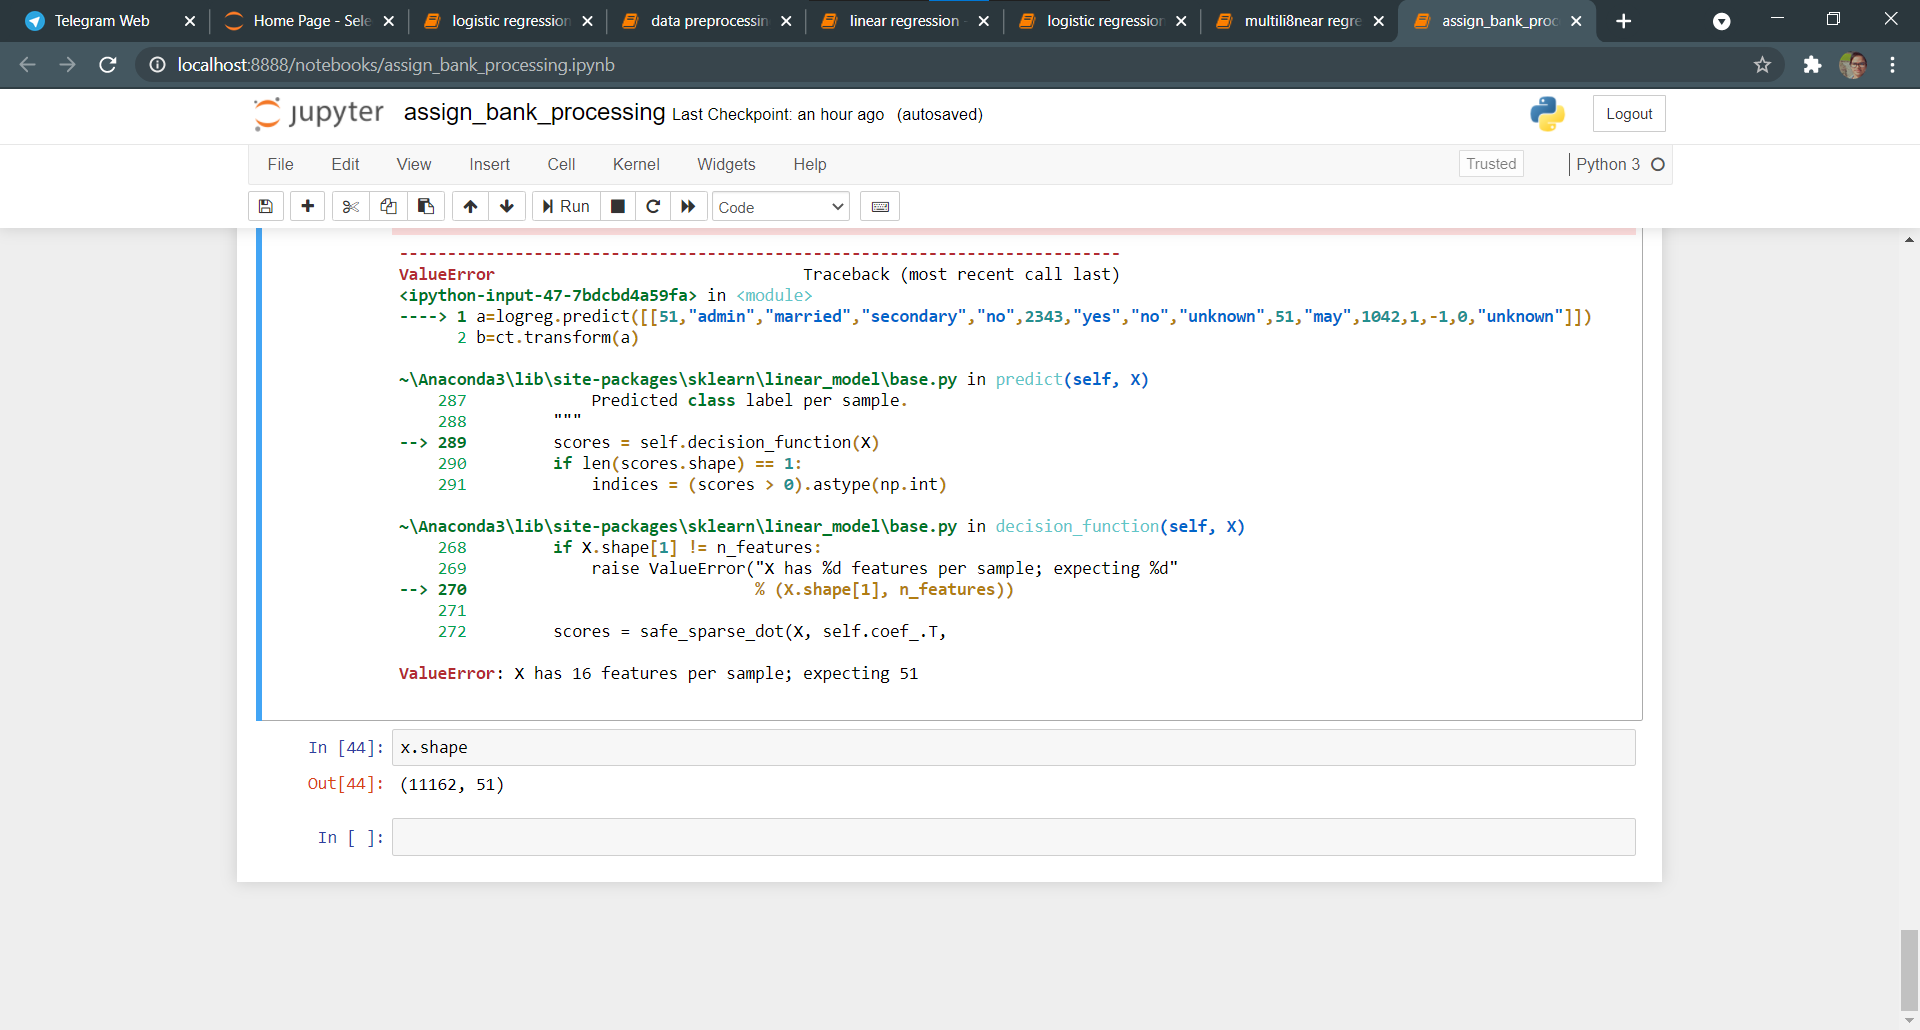 Telegram Web
Home Page - Sele
logistic regression
data preprocessin
linear regression -
logistic regression
multili8near regre
assign_bank_proc
localhost:8888/notebooks/assign_bank_processing.ipynb
jupyter assign_bank_processing Last Checkpoint: an hour ago (autosaved)
Logout
File Edit View Insert Cell Kernel Widgets Help
Trusted
Python 3
Run
Code
---------------------------------------------------------------------------
ValueError                                Traceback (most recent call last)
<ipython-input-47-7bdcbd4a59fa> in <module>
----> 1 a=logreg.predict([[51,"admin","married","secondary","no",2343,"yes","no","unknown",51,"may",1042,1,-1,0,"unknown"]])
      2 b=ct.transform(a)
~\Anaconda3\lib\site-packages\sklearn\linear_model\base.py in predict(self, X)
    287             Predicted class label per sample.
    288         """
--> 289         scores = self.decision_function(X)
    290         if len(scores.shape) == 1:
    291             indices = (scores > 0).astype(np.int)
~\Anaconda3\lib\site-packages\sklearn\linear_model\base.py in decision_function(self, X)
    268         if X.shape[1] != n_features:
    269             raise ValueError("X has %d features per sample; expecting %d"
--> 270                              % (X.shape[1], n_features))
    271
    272         scores = safe_sparse_dot(X, self.coef_.T,
ValueError: X has 16 features per sample; expecting 51
In [44]: x.shape
Out[44]: (11162, 51)
In [ ]: